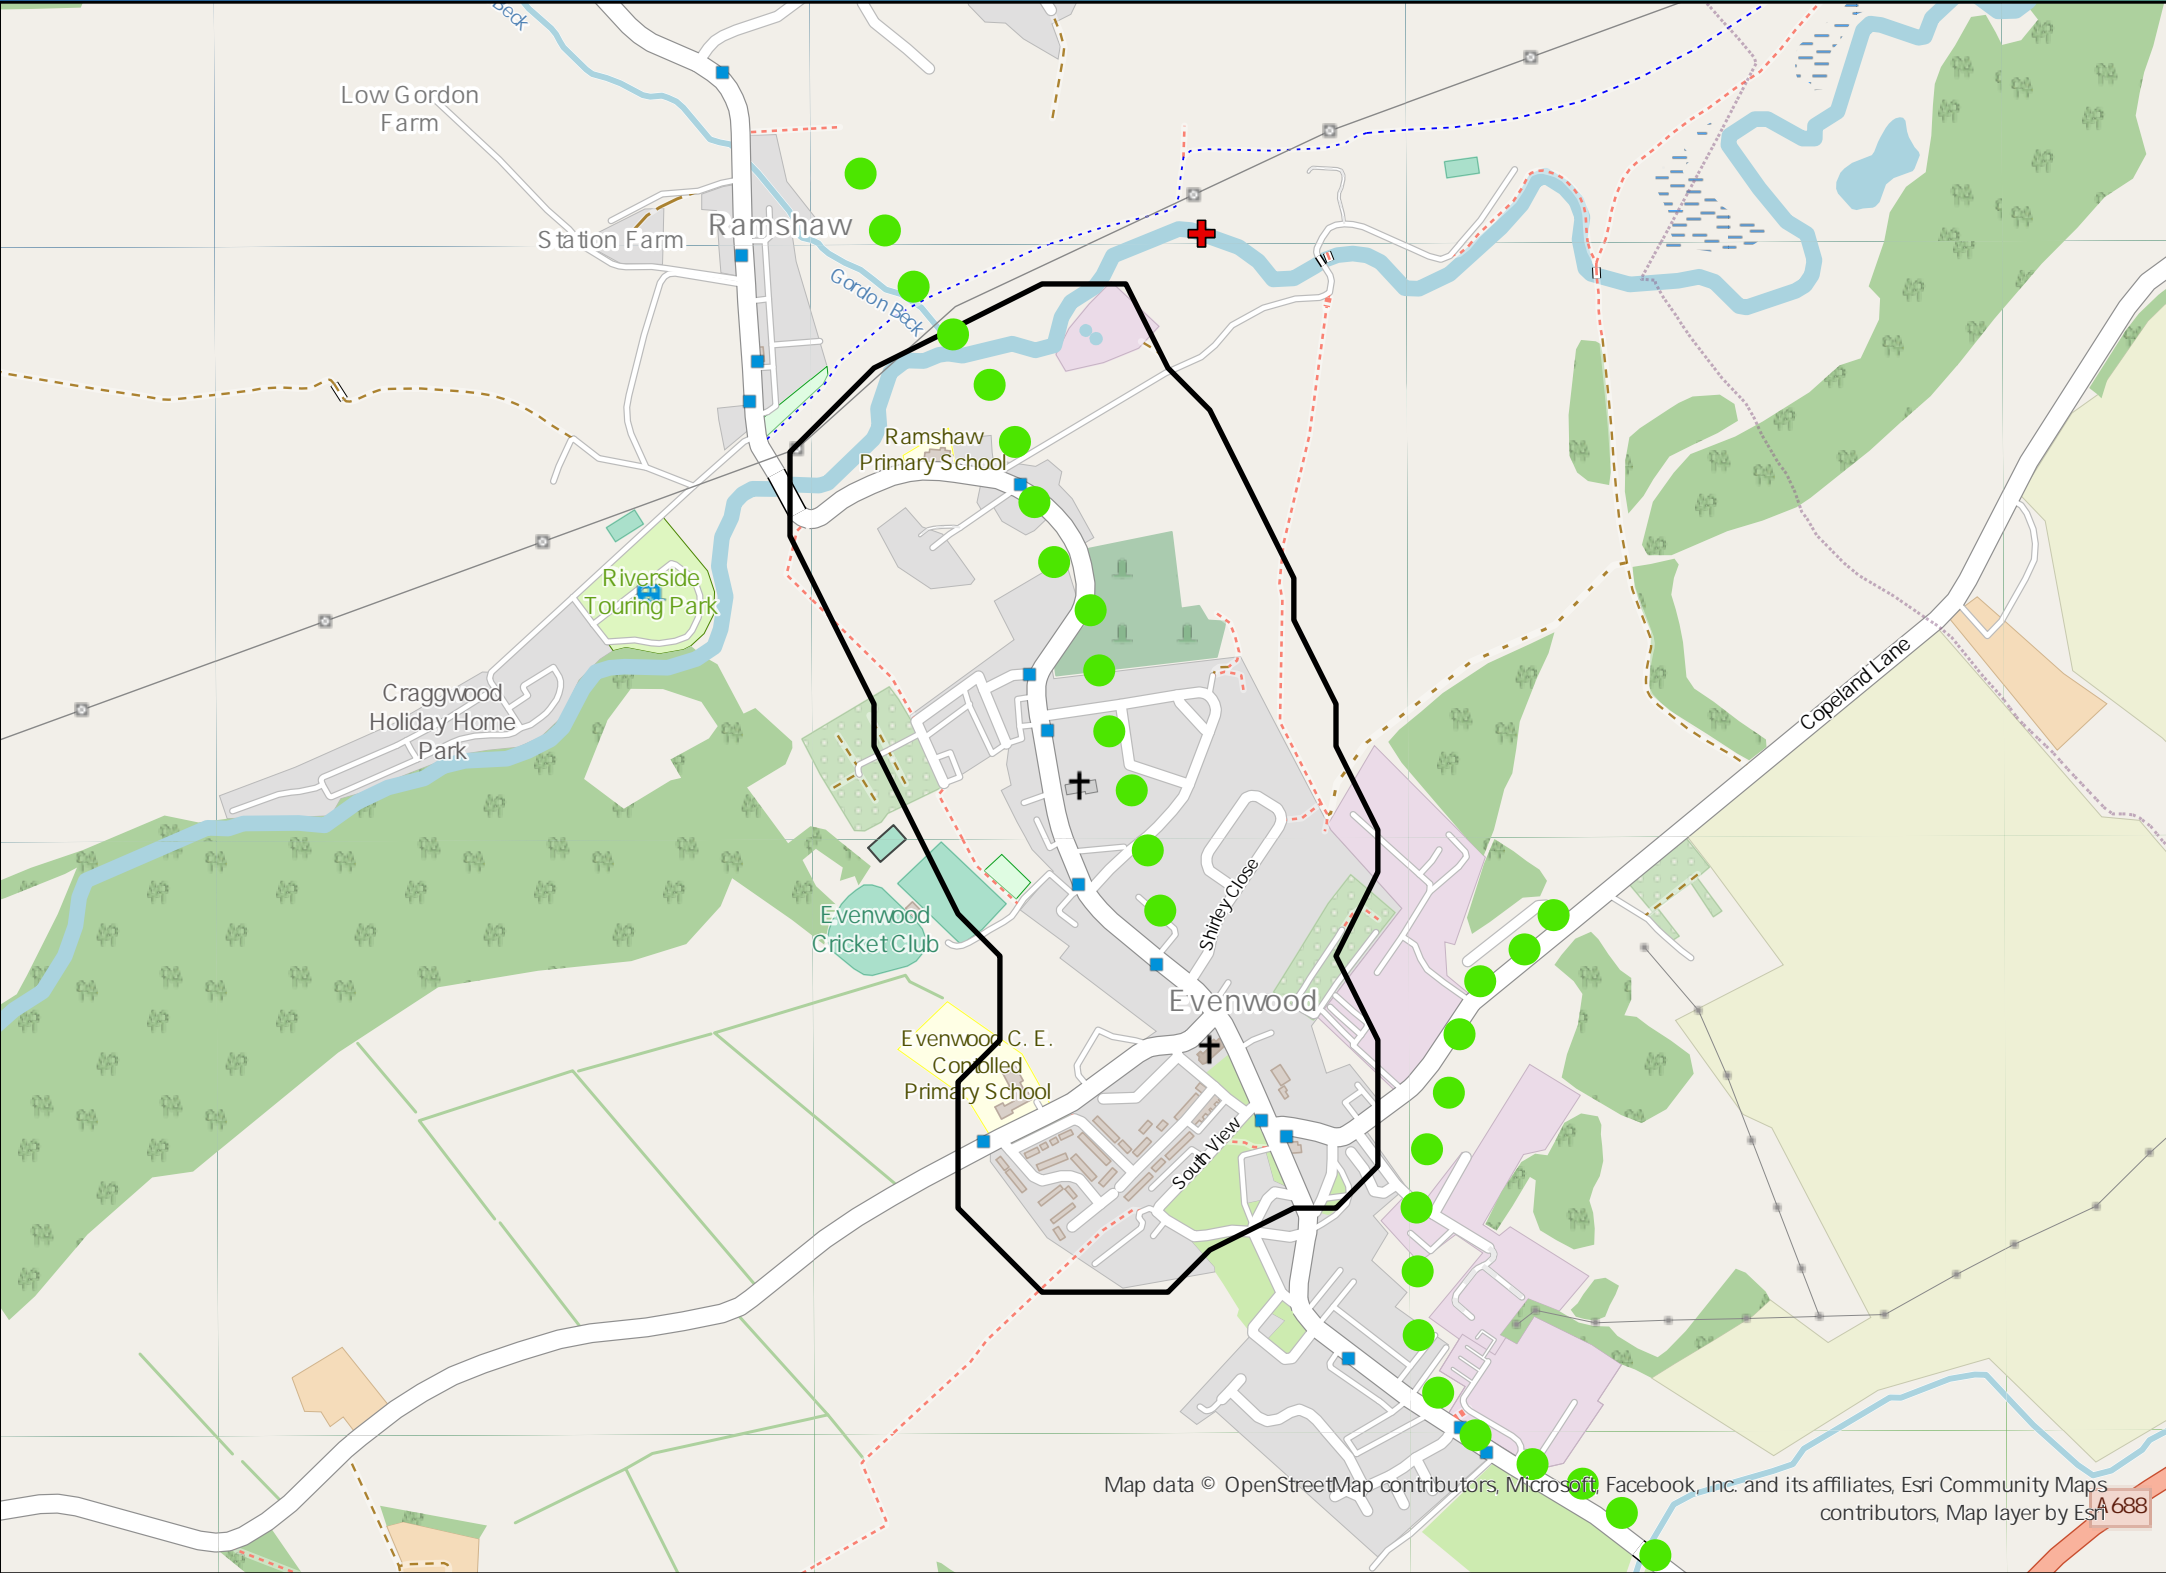 Beck
Low Gordon
Farm
Ramshaw
Station Farm
Gordon Beck
Ramshaw
Primary School
Riverside
Touring Park
Craggwood
Holiday Home
Park
Copeland Lane
Shirley Close
Evenwood
Cricket Club
Evenwood
Evenwood C. E.
Contolled
Primary School
South View
Map data © OpenStreetMap contributors, Microsoft, Facebook, Inc. and its affiliates, Esri Community Maps
contributors, Map layer by Esri
A688